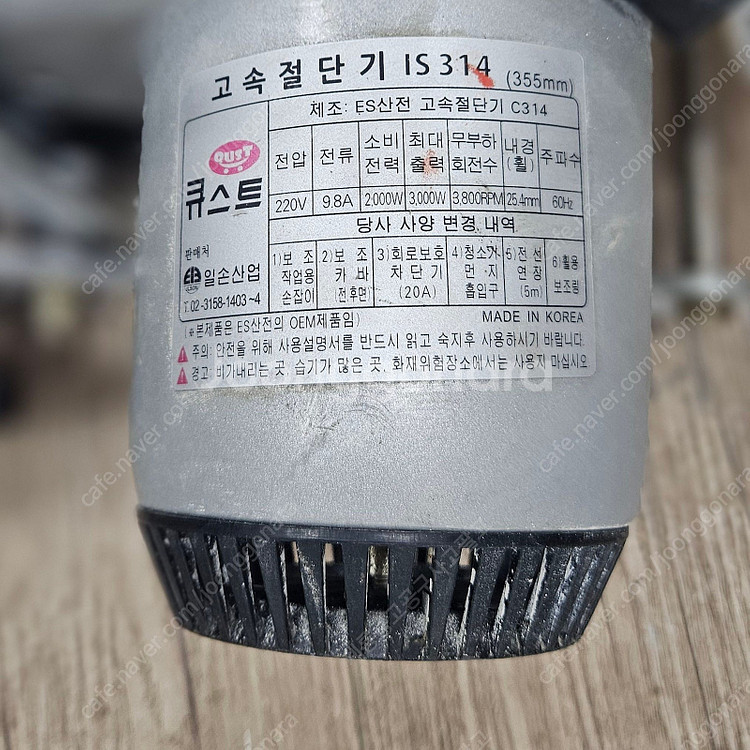 고속절단기 IS 314 (355mm)
제조: ES산전 고속절단기 C314
QUST
큐스트
전압 전류 소비전력 최대출력 무부하회전수 내경(휠) 주파수
220V 9.8A 2,000W 3,000W 3,800RPM 25.4mm 60Hz
당사 사양 변경 내역
1)보조작업용손잡이 2)보조카바(전후면) 3)회로보호차단기(20A) 4)청소기먼지흡입구 5)전선연장(5m) 6)휠용보조링
판매처
일손산업
T.02-3158-1403~4
(※본제품은 ES산전의 OEM제품임) MADE IN KOREA
주의: 안전을 위해 사용설명서를 반드시 읽고 숙지후 사용하시기 바랍니다.
경고: 비가내리는 곳, 습기가 많은 곳, 화재위험장소에서는 사용지 마십시오
cafe.naver.com/joonggonara